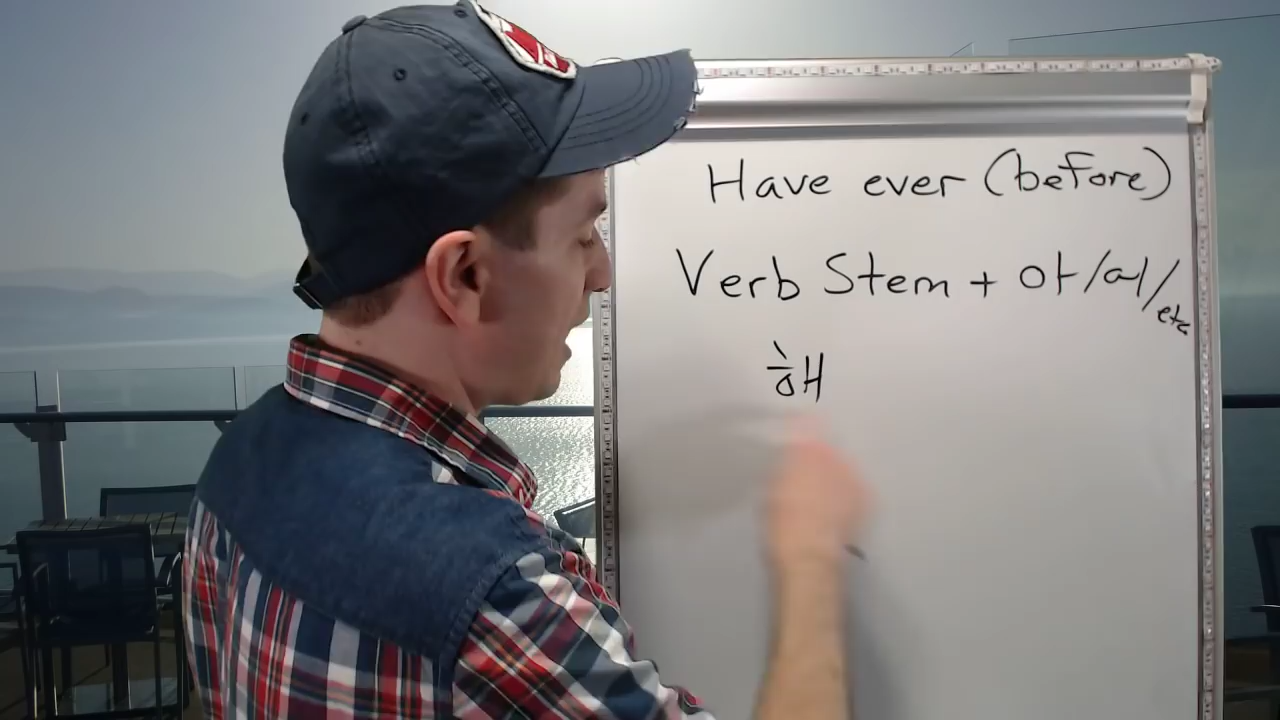 Have ever (before)
Verb Stem + 아/어/etc
해